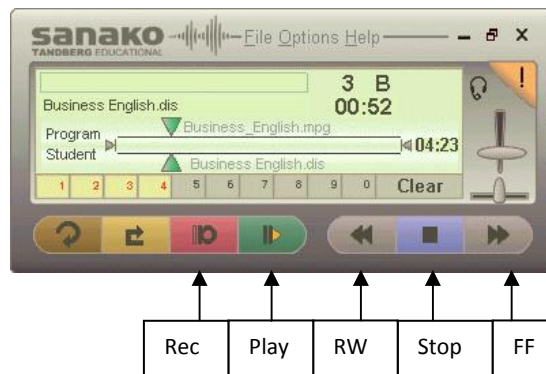 sanako
TANDBERG EDUCATIONAL
File Options Help
3 B
Business English.dis 00:52
Program Business_English.mpg
Student 04:23
Business English.dis
1 2 3 4 5 6 7 8 9 0 Clear
Rec Play RW Stop FF